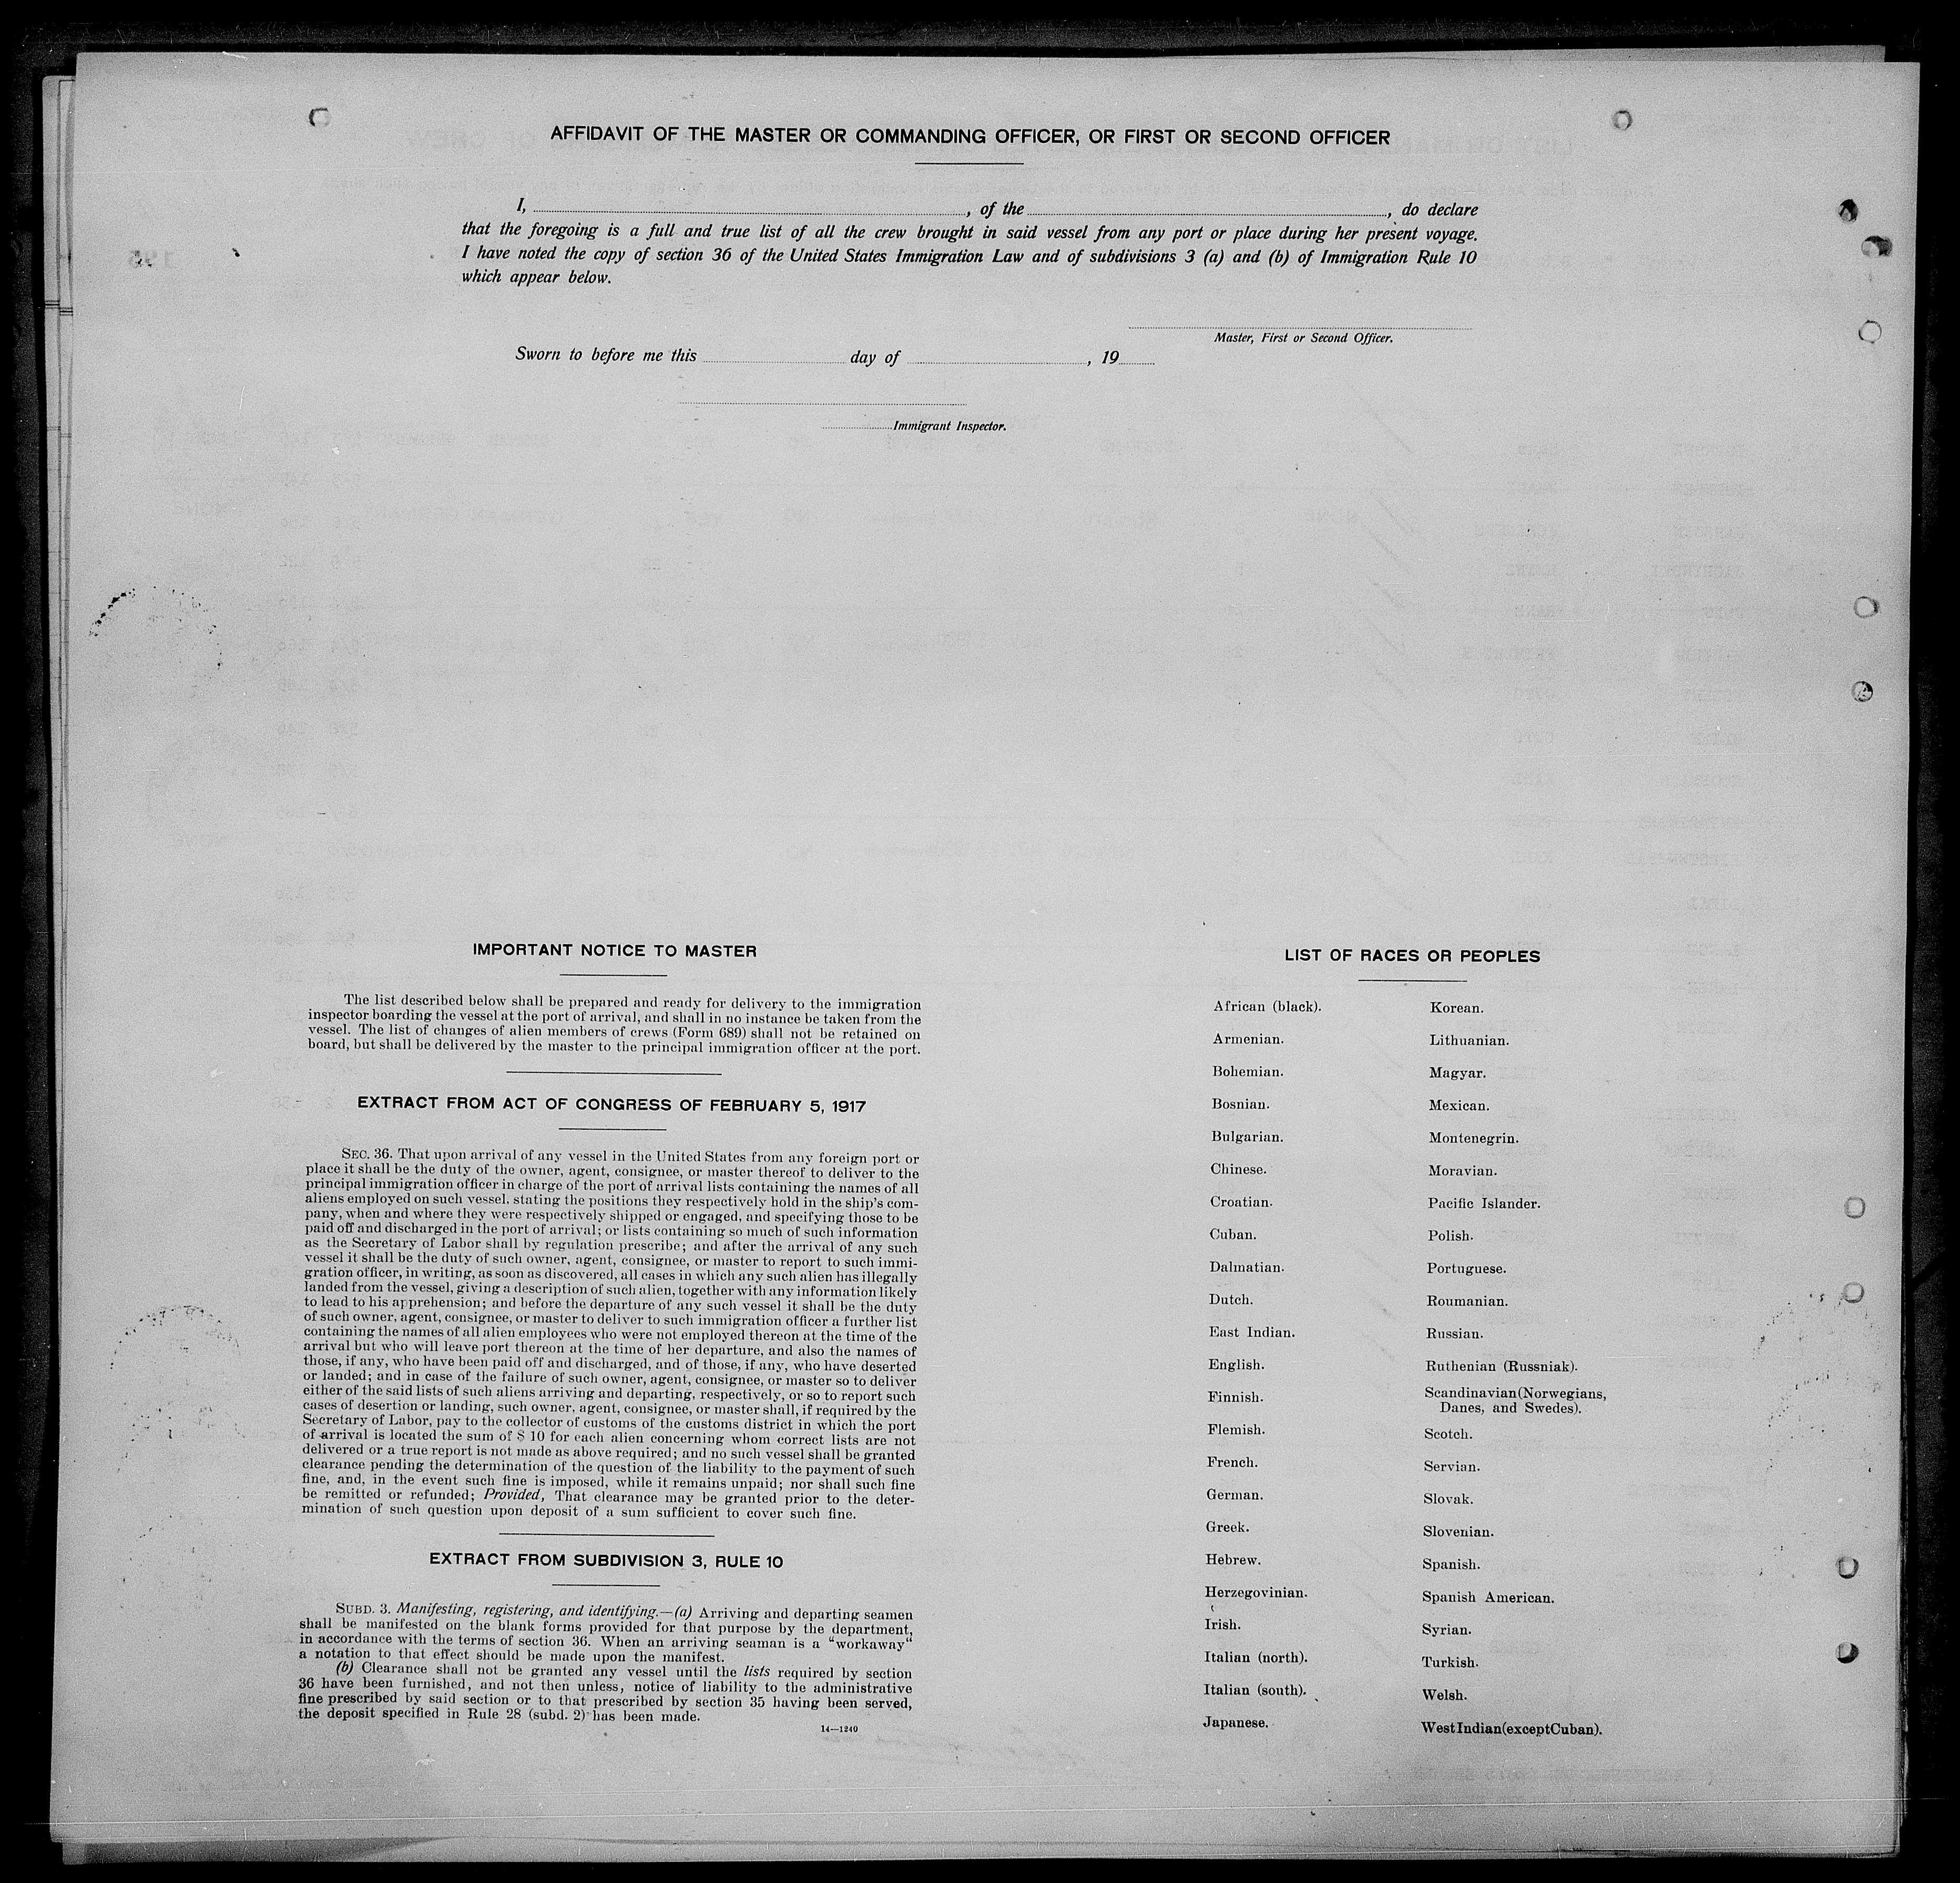 AFFIDAVIT OF THE MASTER OR COMMANDING OFFICER, OR FIRST OR SECOND OFFICER
I, , of the , do declare
that the foregoing is a full and true list of all the crew brought in said vessel from any port or place during her present voyage.
I have noted the copy of section 36 of the United States Immigration Law and of subdivisions 3 (a) and (b) of Immigration Rule 10
which appear below.
Master, First or Second Officer.
Sworn to before me this day of , 19
Immigrant Inspector.
IMPORTANT NOTICE TO MASTER
The list described below shall be prepared and ready for delivery to the immigration
inspector boarding the vessel at the port of arrival, and shall in no instance be taken from the
vessel. The list of changes of alien members of crews (Form 689) shall not be retained on
board, but shall be delivered by the master to the principal immigration officer at the port.
EXTRACT FROM ACT OF CONGRESS OF FEBRUARY 5, 1917
SEC. 36. That upon arrival of any vessel in the United States from any foreign port or
place it shall be the duty of the owner, agent, consignee, or master thereof to deliver to the
principal immigration officer in charge of the port of arrival lists containing the names of all
aliens employed on such vessel, stating the positions they respectively hold in the ship's com-
pany, when and where they were respectively shipped or engaged, and specifying those to be
paid off and discharged in the port of arrival; or lists containing so much of such information
as the Secretary of Labor shall by regulation prescribe; and after the arrival of any such
vessel it shall be the duty of such owner, agent, consignee, or master to report to such immi-
gration officer, in writing, as soon as discovered, all cases in which any such alien has illegally
landed from the vessel, giving a description of such alien, together with any information likely
to lead to his apprehension; and before the departure of any such vessel it shall be the duty
of such owner, agent, consignee, or master to deliver to such immigration officer a further list
containing the names of all alien employees who were not employed thereon at the time of the
arrival but who will leave port thereon at the time of her departure, and also the names of
those, if any, who have been paid off and discharged, and of those, if any, who have deserted
or landed; and in case of the failure of such owner, agent, consignee, or master so to deliver
either of the said lists of such aliens arriving and departing, respectively, or so to report such
cases of desertion or landing, such owner, agent, consignee, or master shall, if required by the
Secretary of Labor, pay to the collector of customs of the customs district in which the port
of arrival is located the sum of $ 10 for each alien concerning whom correct lists are not
delivered or a true report is not made as above required; and no such vessel shall be granted
clearance pending the determination of the question of the liability to the payment of such
fine, and, in the event such fine is imposed, while it remains unpaid; nor shall such fine
be remitted or refunded; Provided, That clearance may be granted prior to the deter-
mination of such question upon deposit of a sum sufficient to cover such fine.
EXTRACT FROM SUBDIVISION 3, RULE 10
SUBD. 3. Manifesting, registering, and identifying.—(a) Arriving and departing seamen
shall be manifested on the blank forms provided for that purpose by the department,
in accordance with the terms of section 36. When an arriving seaman is a “workaway“
a notation to that effect should be made upon the manifest.
(b) Clearance shall not be granted any vessel until the lists required by section
36 have been furnished, and not then unless, notice of liability to the administrative
fine prescribed by said section or to that prescribed by section 35 having been served,
the deposit specified in Rule 28 (subd. 2) has been made.
14—1240
LIST OF RACES OR PEOPLES
African (black).
Armenian.
Bohemian.
Bosnian.
Bulgarian.
Chinese.
Croatian.
Cuban.
Dalmatian.
Dutch.
East Indian.
English.
Finnish.
Flemish.
French.
German.
Greek.
Hebrew.
Herzegovinian.
Irish.
Italian (north).
Italian (south).
Japanese.
Korean.
Lithuanian.
Magyar.
Mexican.
Montenegrin.
Moravian.
Pacific Islander.
Polish.
Portuguese.
Roumanian.
Russian.
Ruthenian (Russniak).
Scandinavian(Norwegians,
Danes, and Swedes).
Scotch.
Servian.
Slovak.
Slovenian.
Spanish.
Spanish American.
Syrian.
Turkish.
Welsh.
WestIndian(exceptCuban).